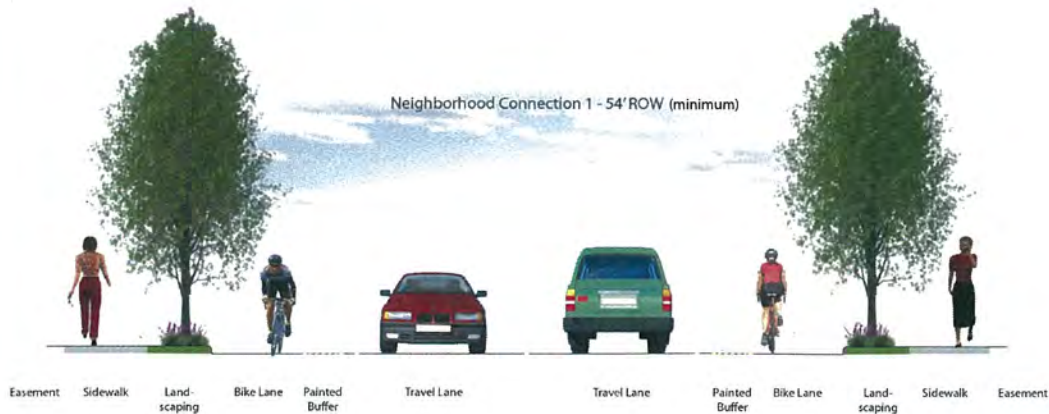 Neighborhood Connection 1 - 54' ROW (minimum)
Easement Sidewalk Land- Bike Lane Painted Travel Lane Travel Lane Painted Bike Lane Land- Sidewalk Easement
scaping Buffer Buffer scaping